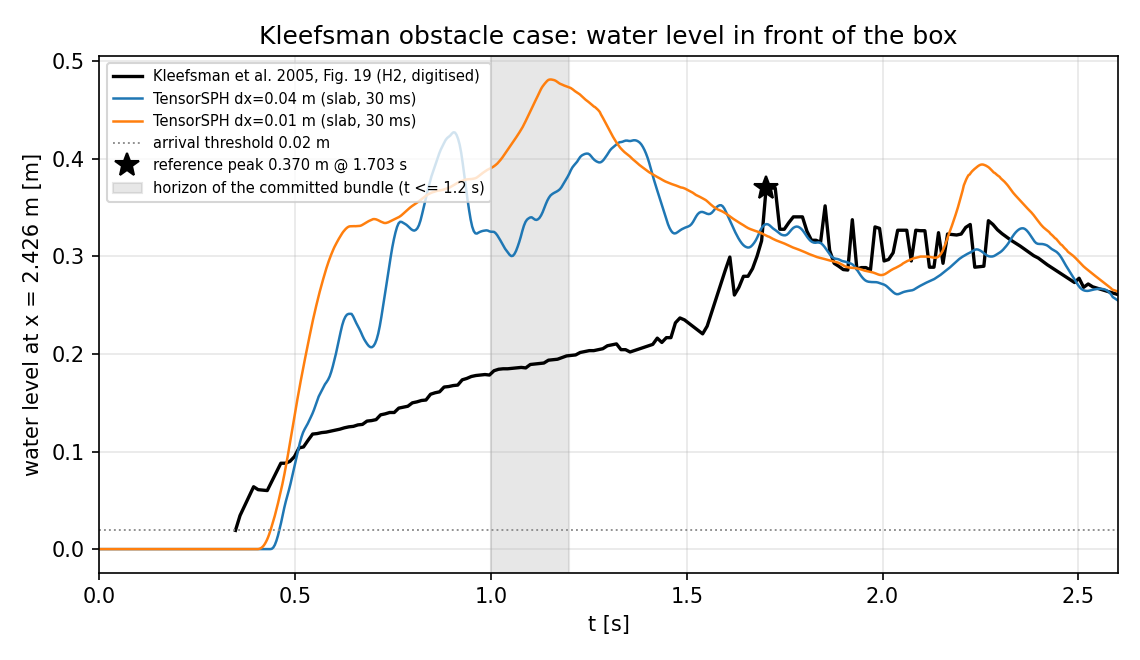 Kleefsman obstacle case: water level in front of the box
Kleefsman et al. 2005, Fig. 19 (H2, digitised)
TensorSPH dx=0.04 m (slab, 30 ms)
TensorSPH dx=0.01 m (slab, 30 ms)
arrival threshold 0.02 m
reference peak 0.370 m @ 1.703 s
horizon of the committed bundle (t <= 1.2 s)
water level at x = 2.426 m [m]
0.5
0.4
0.3
0.2
0.1
0.0
0.0 0.5 1.0 1.5 2.0 2.5
t [s]